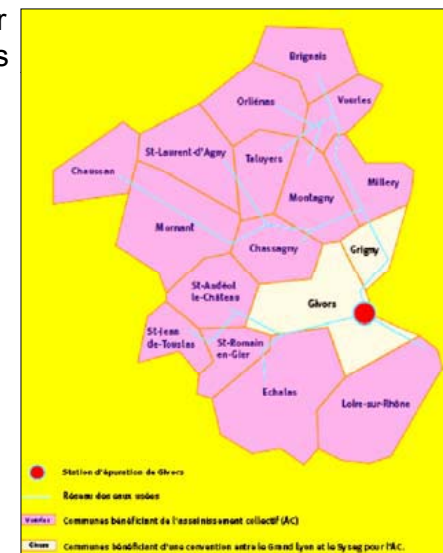 r
s
Brignais
Vourles
Orliénas
St-Laurent-d'Agny
Taluyers
Chaussan
Montagny
Millery
Mornant
Chassagny
Grigny
St-Andéol
le-Château
Givors
St-Jean
de-Touslas
St-Romain
en-Gier
Echalas
Loire-sur-Rhône
Station d'épuration de Givors
Réseau des eaux usées
Vourles Communes bénéficiant de l'assainissement collectif (AC)
Givors Communes bénéficiant d'une convention entre le Grand Lyon et le Syseg pour l'AC.